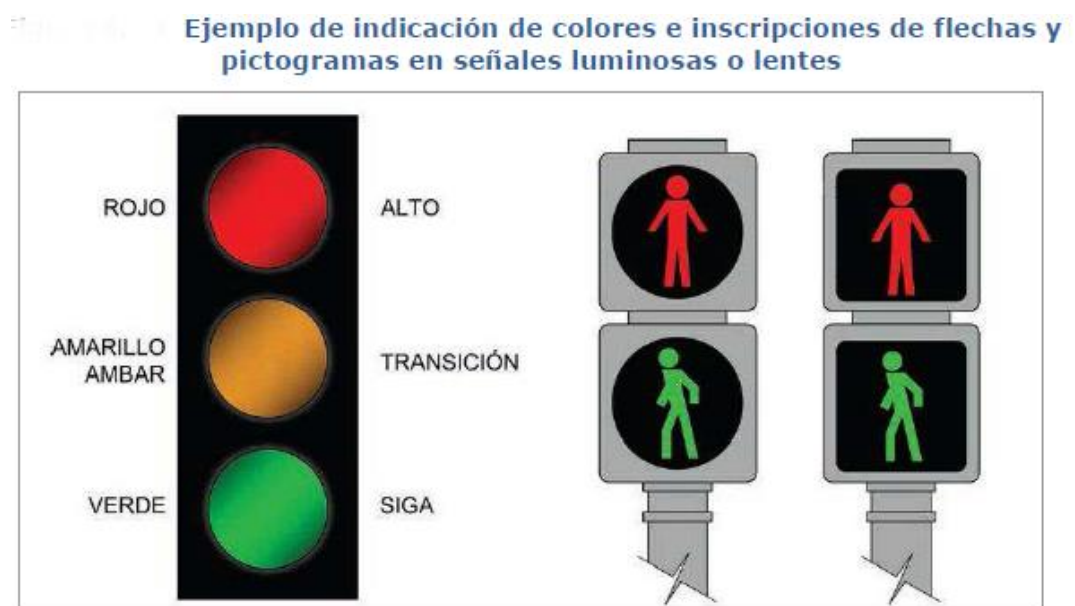 Ejemplo de indicación de colores e inscripciones de flechas y
pictogramas en señales luminosas o lentes
ROJO
ALTO
AMARILLO
AMBAR
TRANSICIÓN
VERDE
SIGA